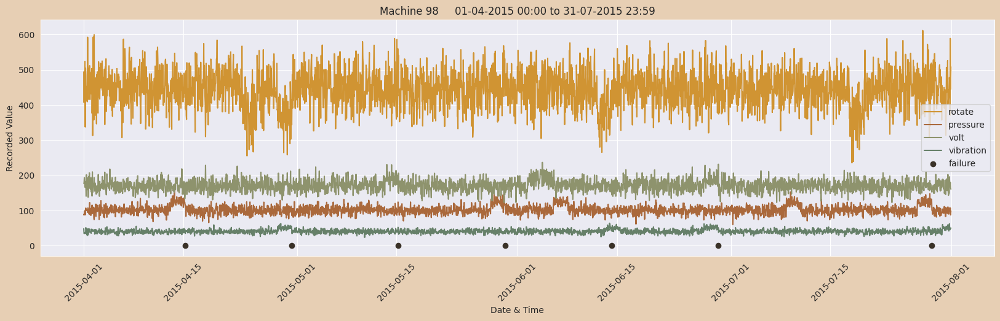 Machine 98     01-04-2015 00:00 to 31-07-2015 23:59
Recorded Value
600
500
400
300
200
100
0
rotate
pressure
volt
vibration
failure
2015-04-01
2015-04-15
2015-05-01
2015-05-15
2015-06-01
2015-06-15
2015-07-01
2015-07-15
2015-08-01
Date & Time